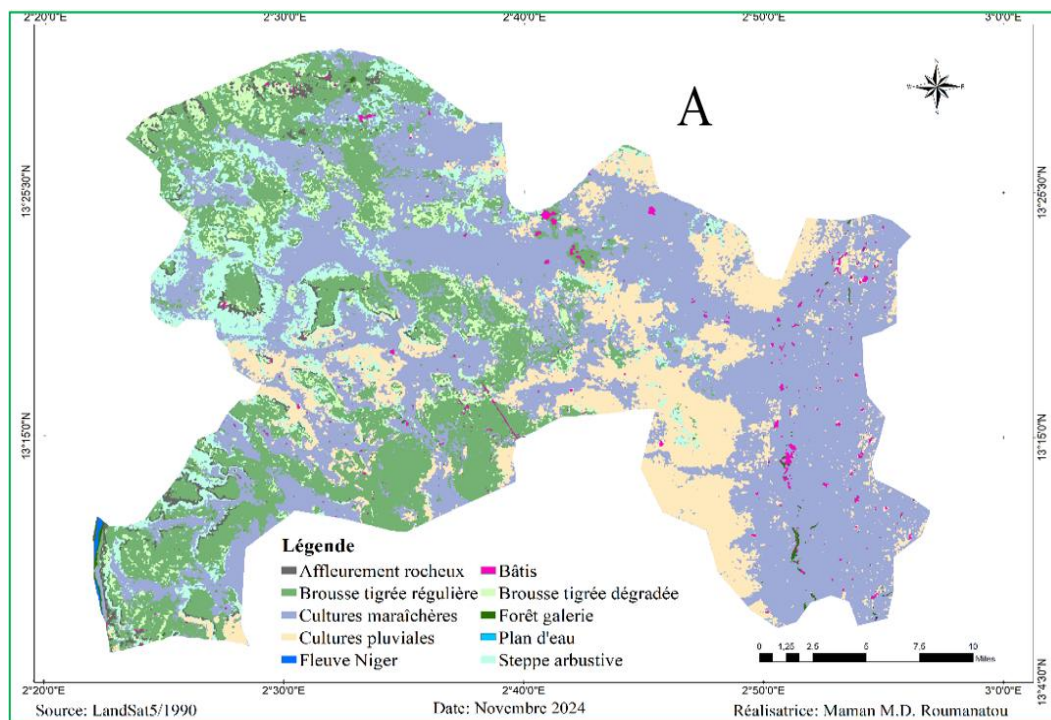 2°20'0"E 2°30'0"E 2°40'0"E 2°50'0"E 3°0'0"E
A
13°25'30"N 13°25'30"N
13°15'0"N 13°15'0"N
Légende
Affleurement rocheux Bâtis
Brousse tigrée régulière Brousse tigrée dégradée
Cultures maraîchères Forêt galerie
Cultures pluviales Plan d'eau
Fleuve Niger Steppe arbustive
0 1,25 2,5 5 7,5 10
Miles
13°4'30"N
2°20'0"E 2°30'0"E 2°40'0"E 2°50'0"E 3°0'0"E
Source: LandSat5/1990 Date: Novembre 2024 Réalisatrice: Maman M.D. Roumanatou